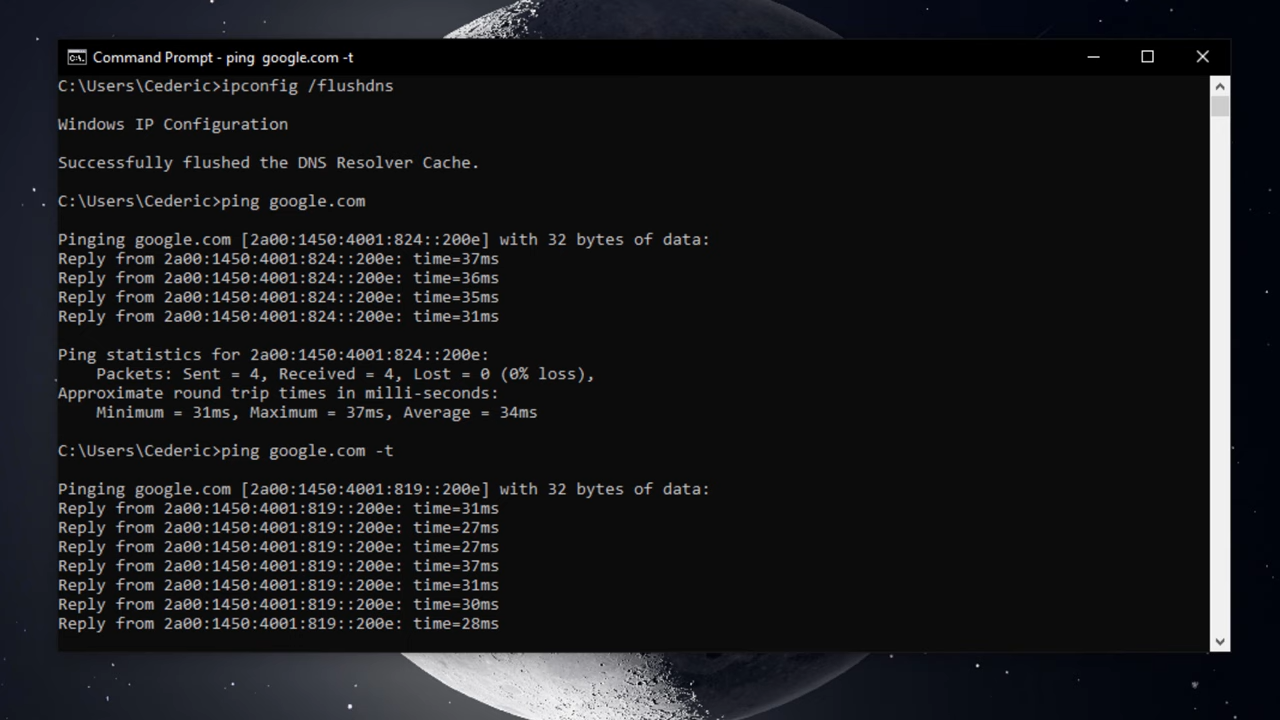 Command Prompt - ping  google.com -t
C:\Users\Cederic>ipconfig /flushdns
Windows IP Configuration
Successfully flushed the DNS Resolver Cache.
C:\Users\Cederic>ping google.com
Pinging google.com [2a00:1450:4001:824::200e] with 32 bytes of data:
Reply from 2a00:1450:4001:824::200e: time=37ms
Reply from 2a00:1450:4001:824::200e: time=36ms
Reply from 2a00:1450:4001:824::200e: time=35ms
Reply from 2a00:1450:4001:824::200e: time=31ms
Ping statistics for 2a00:1450:4001:824::200e:
    Packets: Sent = 4, Received = 4, Lost = 0 (0% loss),
Approximate round trip times in milli-seconds:
    Minimum = 31ms, Maximum = 37ms, Average = 34ms
C:\Users\Cederic>ping google.com -t
Pinging google.com [2a00:1450:4001:819::200e] with 32 bytes of data:
Reply from 2a00:1450:4001:819::200e: time=31ms
Reply from 2a00:1450:4001:819::200e: time=27ms
Reply from 2a00:1450:4001:819::200e: time=27ms
Reply from 2a00:1450:4001:819::200e: time=37ms
Reply from 2a00:1450:4001:819::200e: time=31ms
Reply from 2a00:1450:4001:819::200e: time=30ms
Reply from 2a00:1450:4001:819::200e: time=28ms